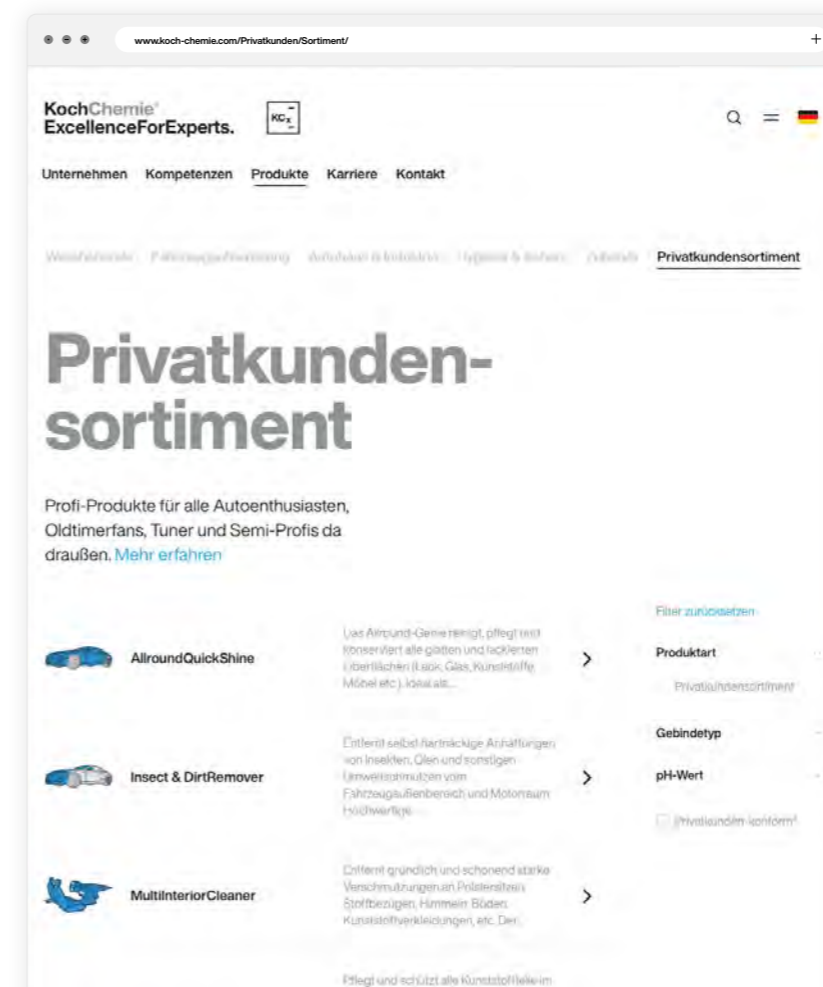 www.koch-chemie.com/Privatkunden/Sortiment/
KochChemie®
ExcellenceForExperts.
KCx
Unternehmen Kompetenzen Produkte Karriere Kontakt
Privatkundensortiment
Privatkunden-
sortiment
Profi-Produkte für alle Autoenthusiasten,
Oldtimerfans, Tuner und Semi-Profis da
draußen. Mehr erfahren
Filter zurücksetzen
AllroundQuickShine
Das Allround-Genie reinigt, pflegt und
konserviert alle glatten und lackierten
Oberflächen (Lack, Glas, Kunststoffe,
Möbel etc.). Ideal als...
Produktart
Privatkundensortiment
Gebindetyp
Insect & DirtRemover
Entfernt selbst hartnäckige Anhaftungen
von Insekten, Ölen und sonstigen
Umweltschmutzen vom
Fahrzeugaußenbereich und Motorraum
Hochwertige
pH-Wert
Privatkunden-konform¹
MultiInteriorCleaner
Entfernt gründlich und schonend starke
Verschmutzungen an Polstersitzen
Stoffbezügen, Himmeln Böden,
Kunststoffverkleidungen, etc. Der...
Pflegt und schützt alle Kunststoffteile im